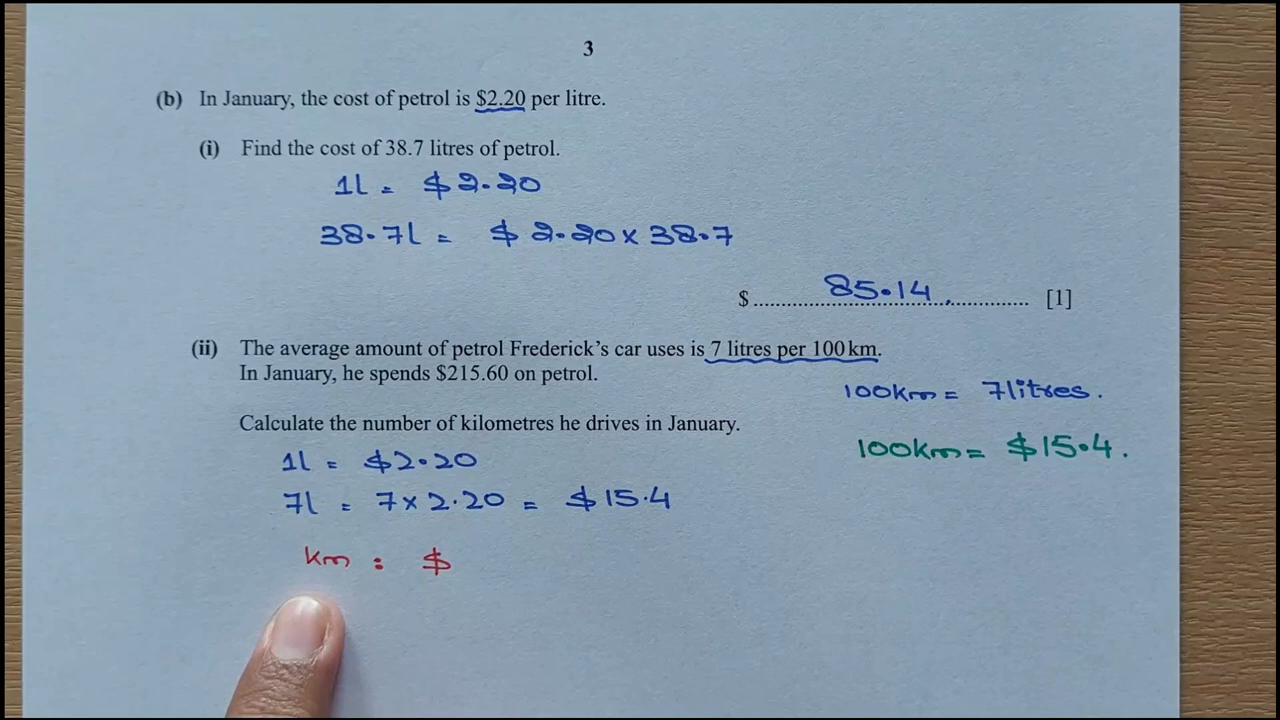 3
(b) In January, the cost of petrol is $2.20 per litre.
(i) Find the cost of 38.7 litres of petrol.
1l = $2.20
38.7l = $2.20 x 38.7
$ .......... 85.14 .......... [1]
(ii) The average amount of petrol Frederick's car uses is 7 litres per 100 km.
In January, he spends $215.60 on petrol.
100km = 7litres.
Calculate the number of kilometres he drives in January.
100km = $15.4.
1l = $2.20
7l = 7 x 2.20 = $15.4
km : $